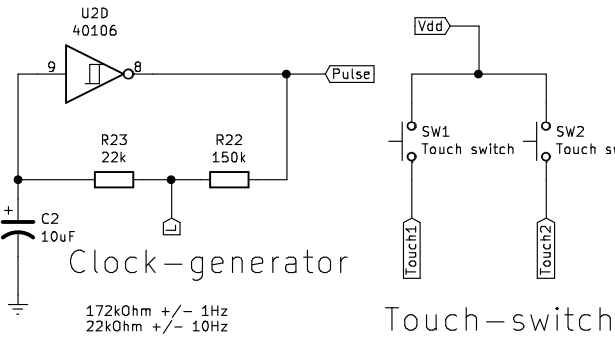 U2D
40106
9
8
Pulse
R23
22k
R22
150k
L
+
C2
10uF
Clock-generator
172kOhm +/- 1Hz
22kOhm +/- 10Hz
Vdd
SW1
Touch switch
SW2
Touch
Touch1
Touch2
Touch-switch